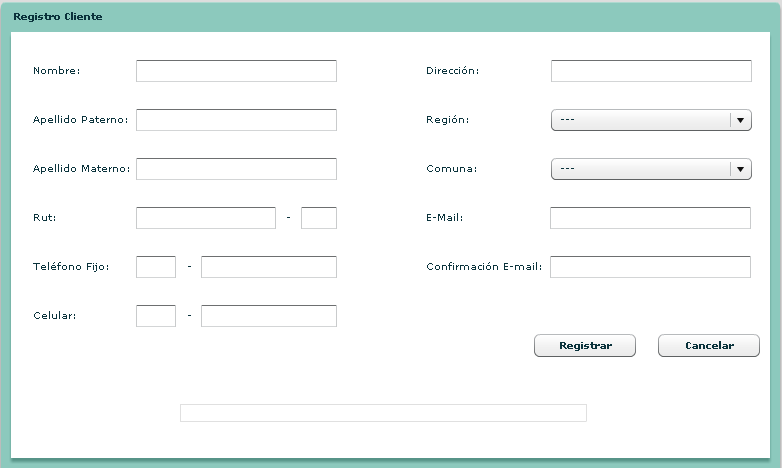 Registro Cliente
Nombre:
Dirección:
Apellido Paterno:
Región:
---
Apellido Materno:
Comuna:
---
Rut:
-
E-Mail:
Teléfono Fijo:
-
Confirmación E-mail:
Celular:
-
Registrar
Cancelar